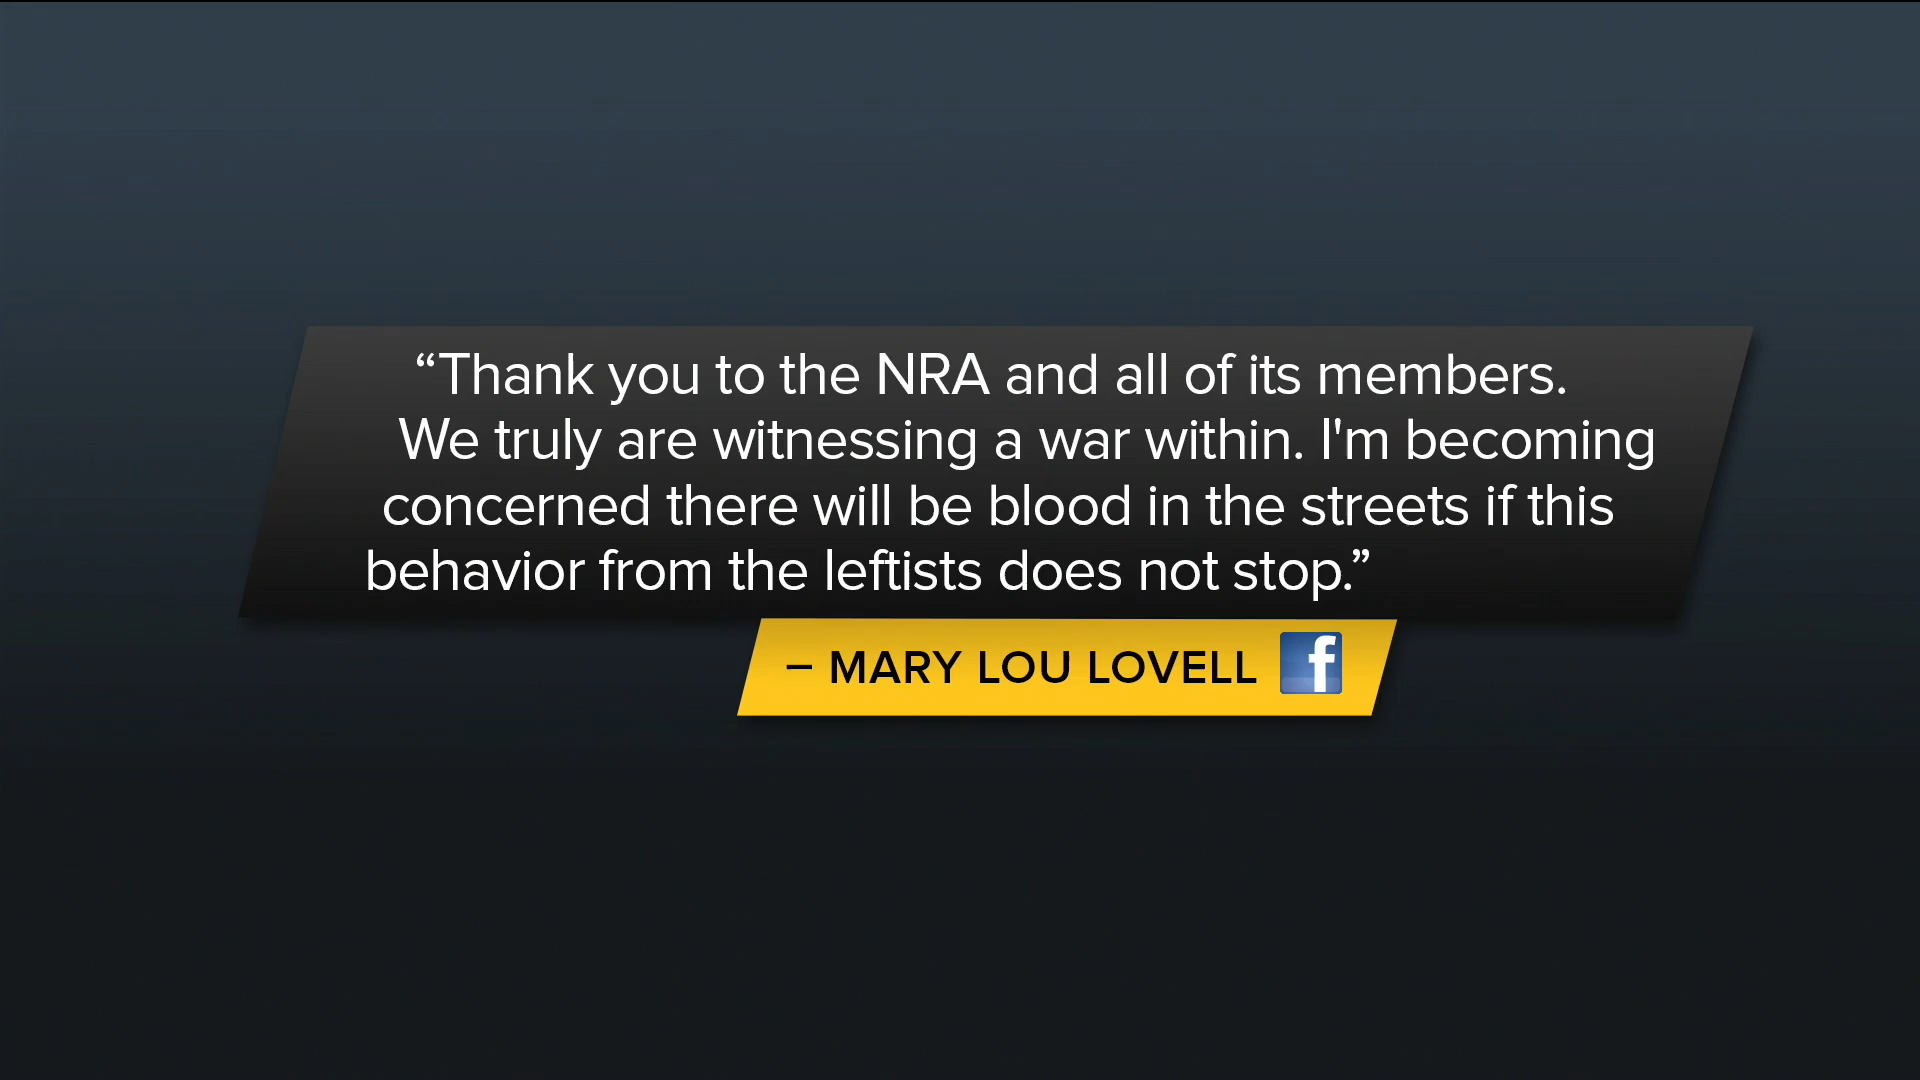 “Thank you to the NRA and all of its members.
We truly are witnessing a war within. I'm becoming
concerned there will be blood in the streets if this
behavior from the leftists does not stop.”
– MARY LOU LOVELL f